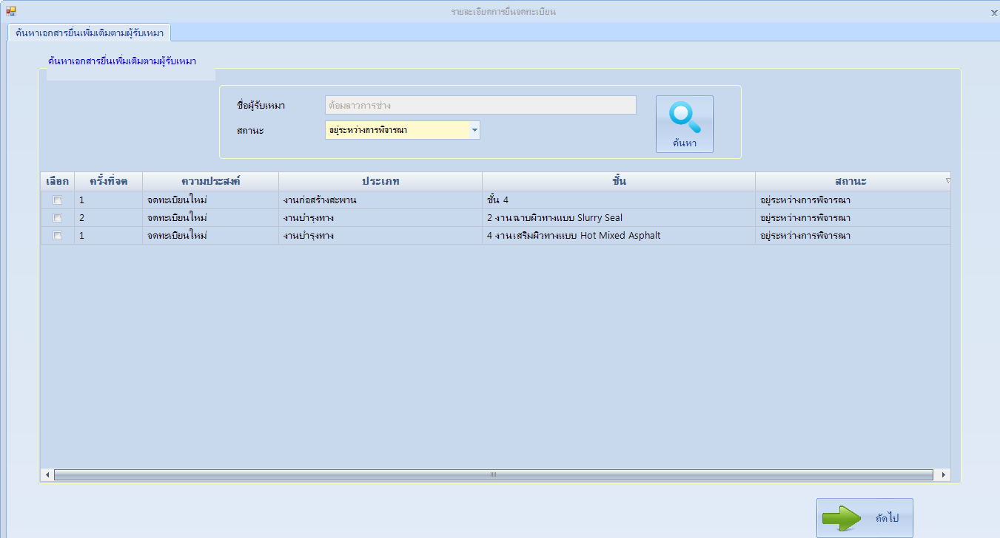 รายละเอียดการยื่นจดทะเบียน
x
ค้นหาเอกสารยื่นเพิ่มเติมตามผู้รับเหมา
ค้นหาเอกสารยื่นเพิ่มเติมตามผู้รับเหมา
ชื่อผู้รับเหมา ต้อมลาวการช่าง
สถานะ อยู่ระหว่างการพิจารณา
ค้นหา
เลือก ครั้งที่จด ความประสงค์ ประเภท ชั้น สถานะ
1 จดทะเบียนใหม่ งานก่อสร้างสะพาน ชั้น 4 อยู่ระหว่างการพิจารณา
2 จดทะเบียนใหม่ งานบำรุงทาง 2 งานฉาบผิวทางแบบ Slurry Seal อยู่ระหว่างการพิจารณา
1 จดทะเบียนใหม่ งานบำรุงทาง 4 งานเสริมผิวทางแบบ Hot Mixed Asphalt อยู่ระหว่างการพิจารณา
ถัดไป